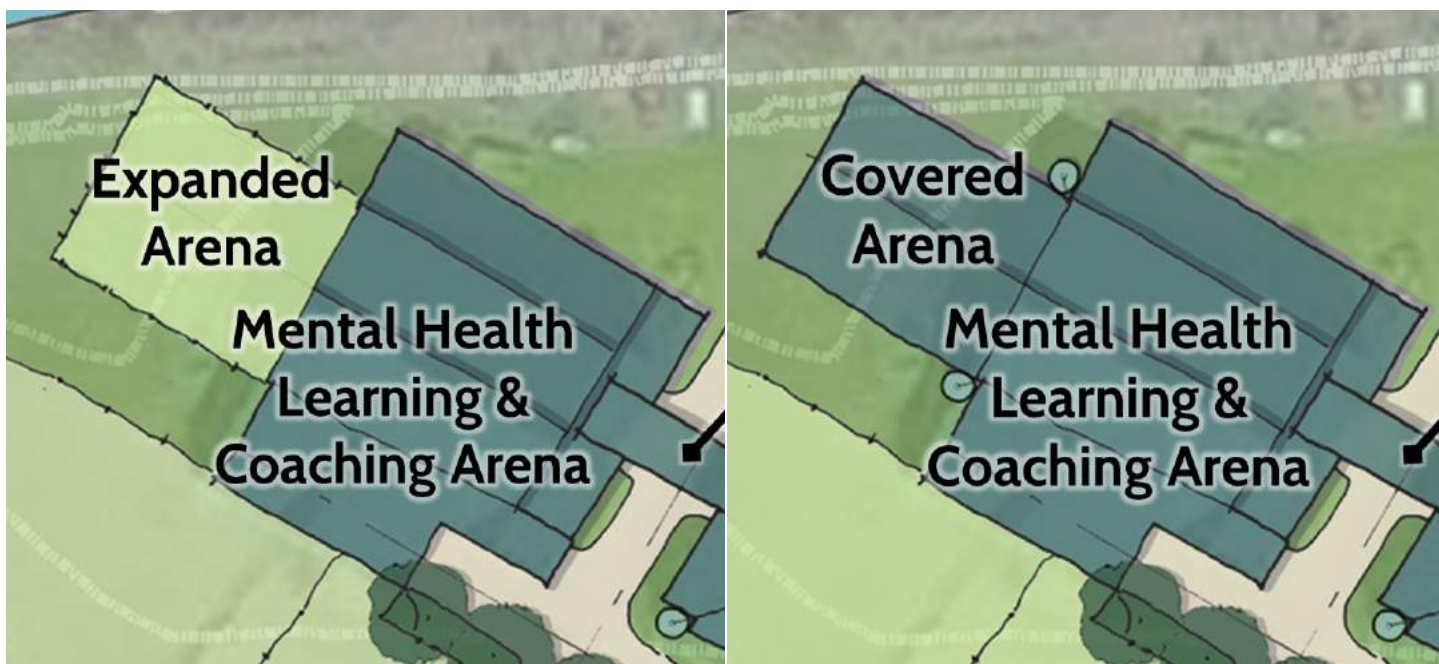 Expanded
Arena
Mental Health
Learning &
Coaching Arena
Covered
Arena
Mental Health
Learning &
Coaching Arena